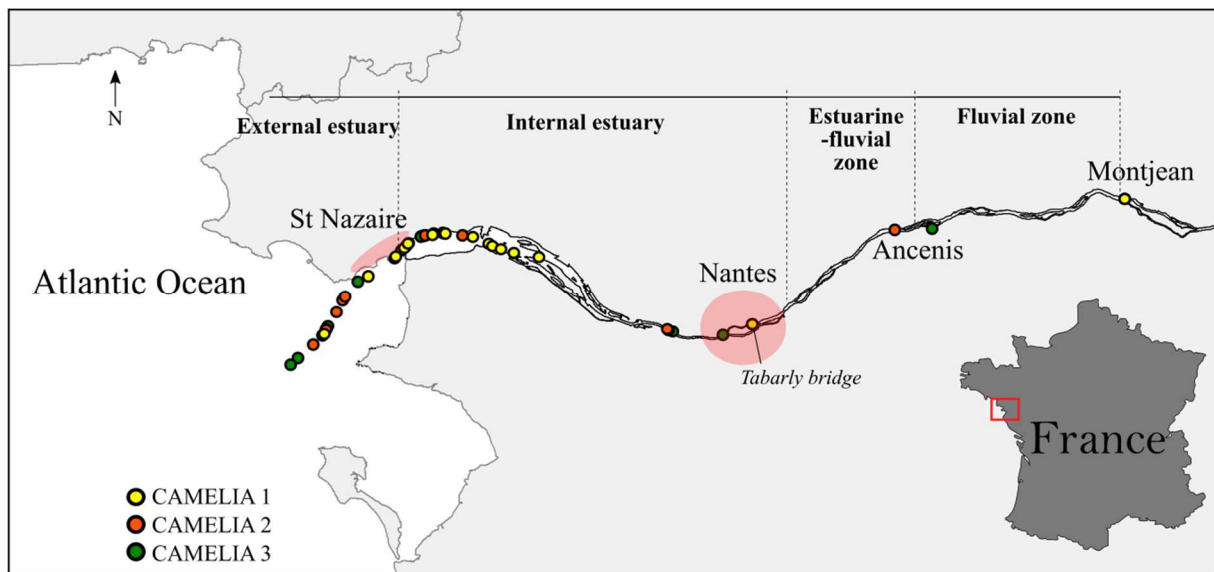 N
External estuary
Internal estuary
Estuarine
-fluvial
zone
Fluvial zone
Montjean
St Nazaire
Ancenis
Atlantic Ocean
Nantes
Tabarly bridge
France
CAMELIA 1
CAMELIA 2
CAMELIA 3